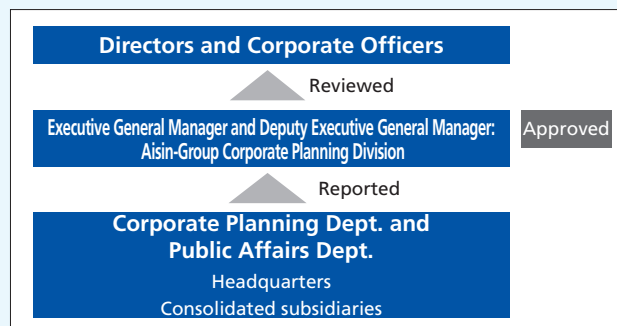 Directors and Corporate Officers
Reviewed
Executive General Manager and Deputy Executive General Manager:
Aisin-Group Corporate Planning Division
Approved
Reported
Corporate Planning Dept. and
Public Affairs Dept.
Headquarters
Consolidated subsidiaries